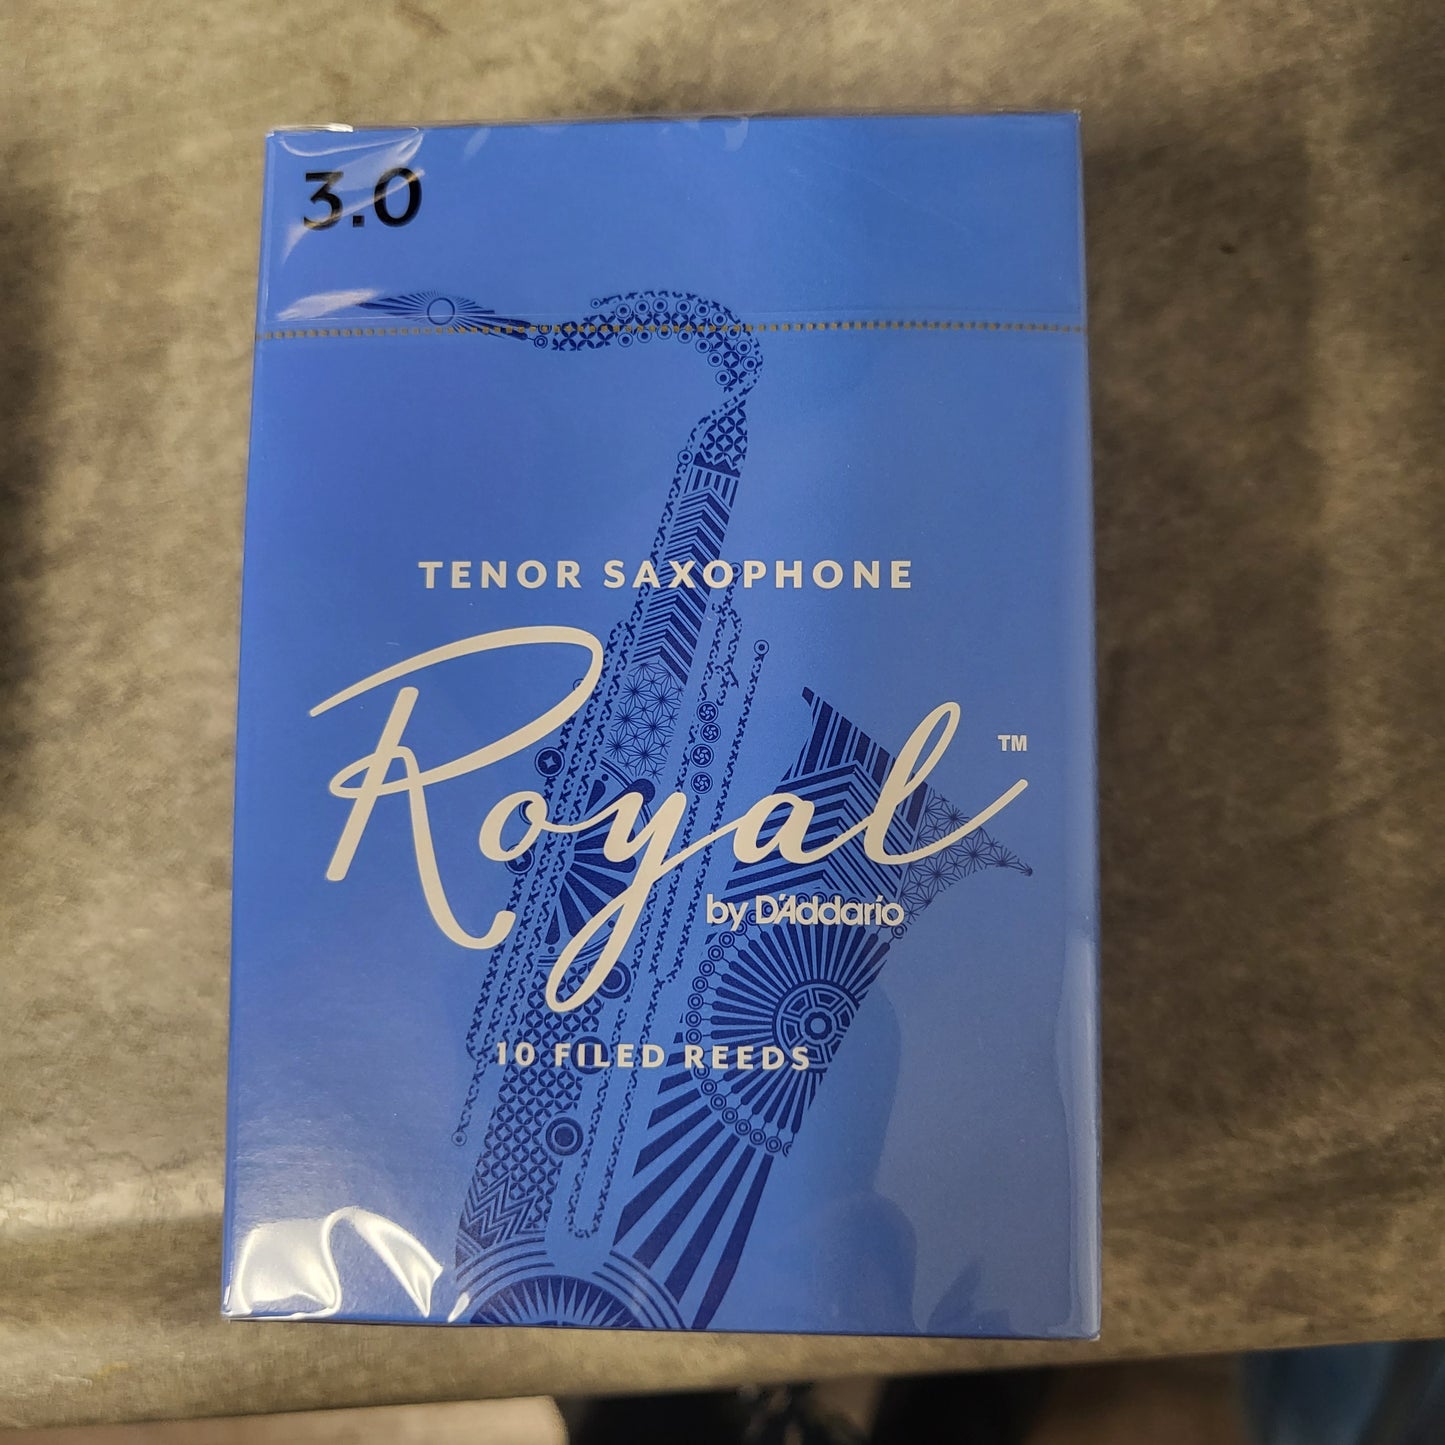 3.0
TENOR SAXOPHONE
Royal™
by D'Addario
10 FILED REEDS